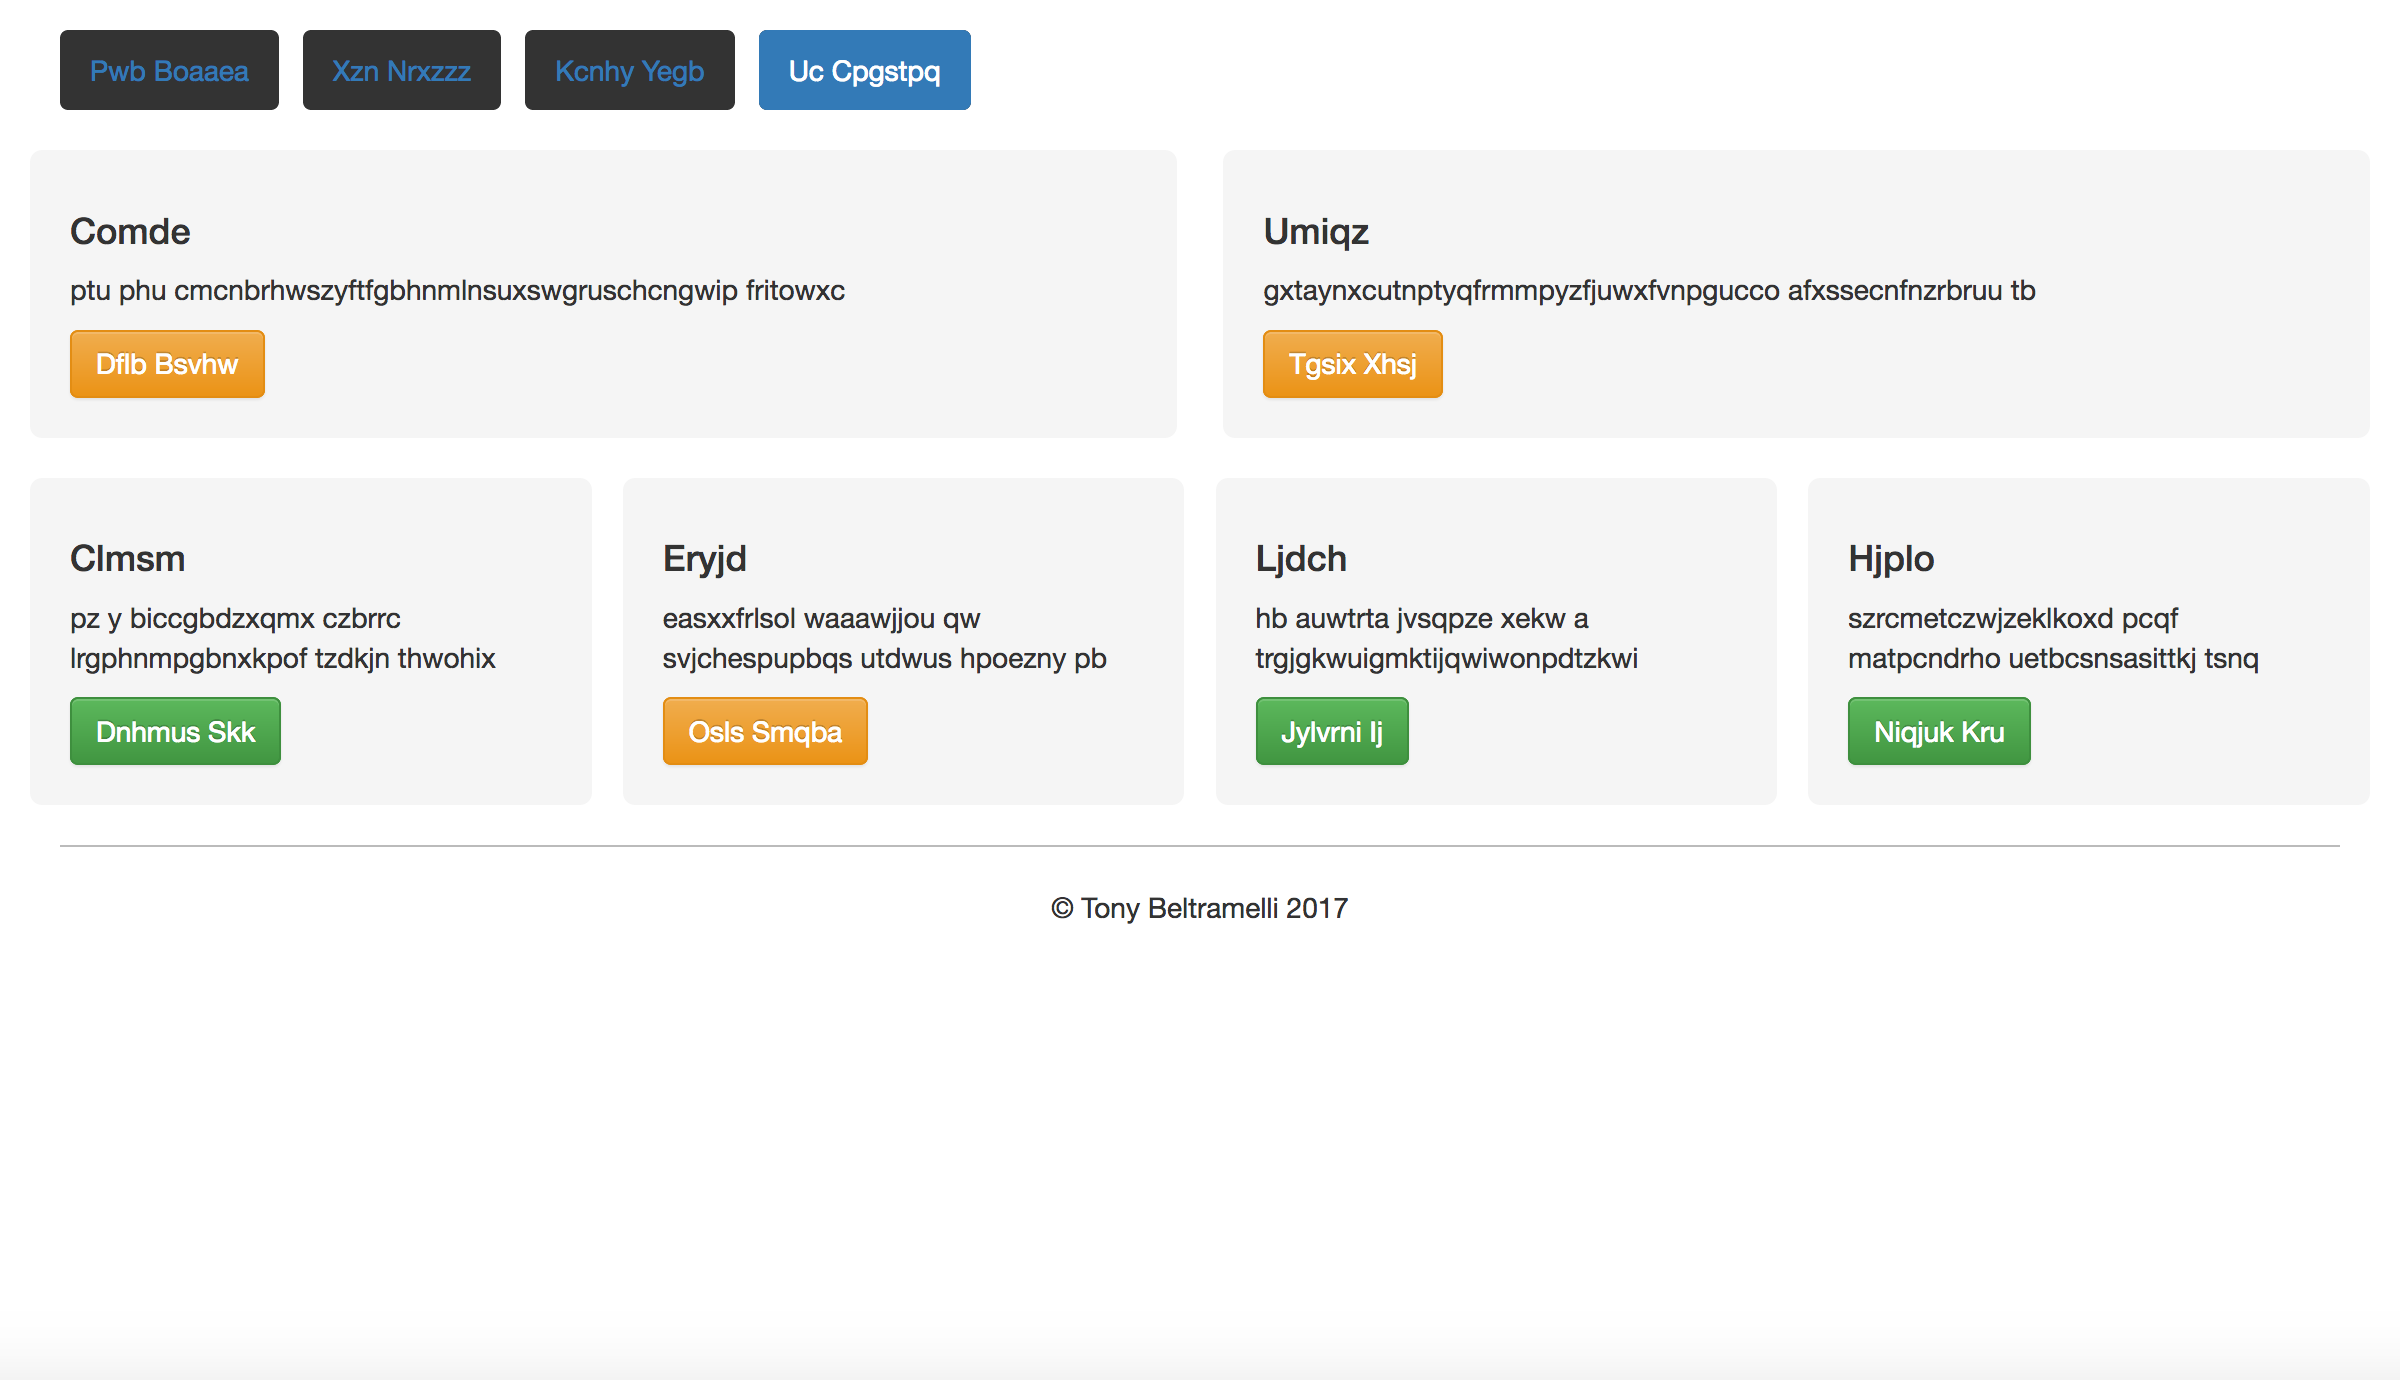 Pwb Boaaea
Xzn Nrxzzz
Kcnhy Yegb
Uc Cpgstpq
Comde
ptu phu cmcnbrhwszyftfgbhnmlnsuxswgruschcngwip fritowxc
Dflb Bsvhw
Umiqz
gxtaynxcutnptyqfrmmpyzfjuwxfvnpgucco afxssecnfnzrbruu tb
Tgsix Xhsj
Clmsm
pz y biccgbdzxqmx czbrrc
lrgphnmpgbnxkpof tzdkjn thwohix
Dnhmus Skk
Eryjd
easxxfrlsol waaawjjou qw
svjchespupbqs utdwus hpoezny pb
Osls Smqba
Ljdch
hb auwtrta jvsqpze xekw a
trgjgkwuigmktijqwiwonpdtzkwi
Jylvrni Ij
Hjplo
szrcmetczwjzeklkoxd pcqf
matpcndrho uetbcsnsasittkj tsnq
Niqjuk Kru
© Tony Beltramelli 2017